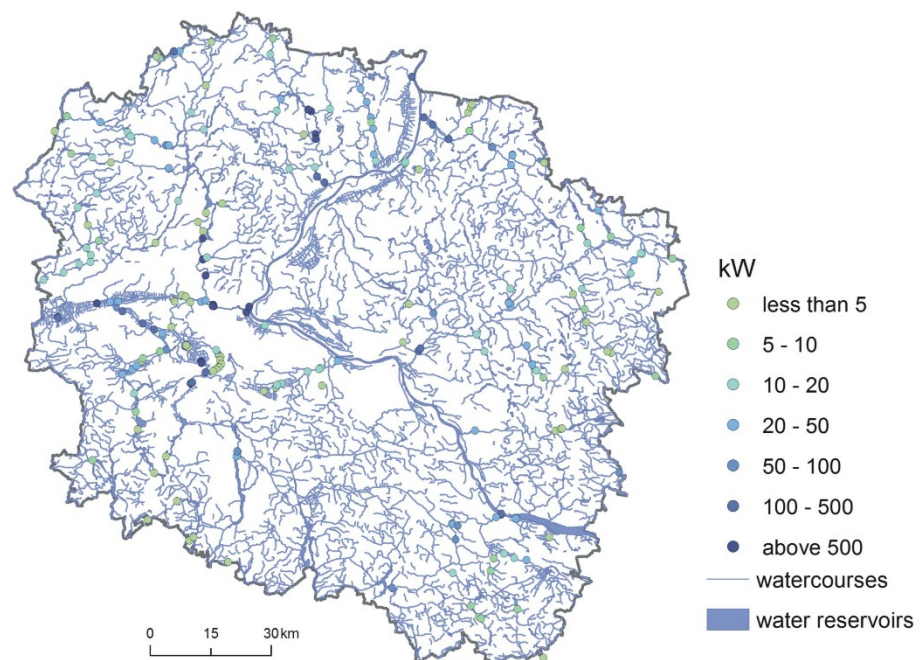 kW
less than 5
5 - 10
10 - 20
20 - 50
50 - 100
100 - 500
above 500
watercourses
water reservoirs
0 15 30 km